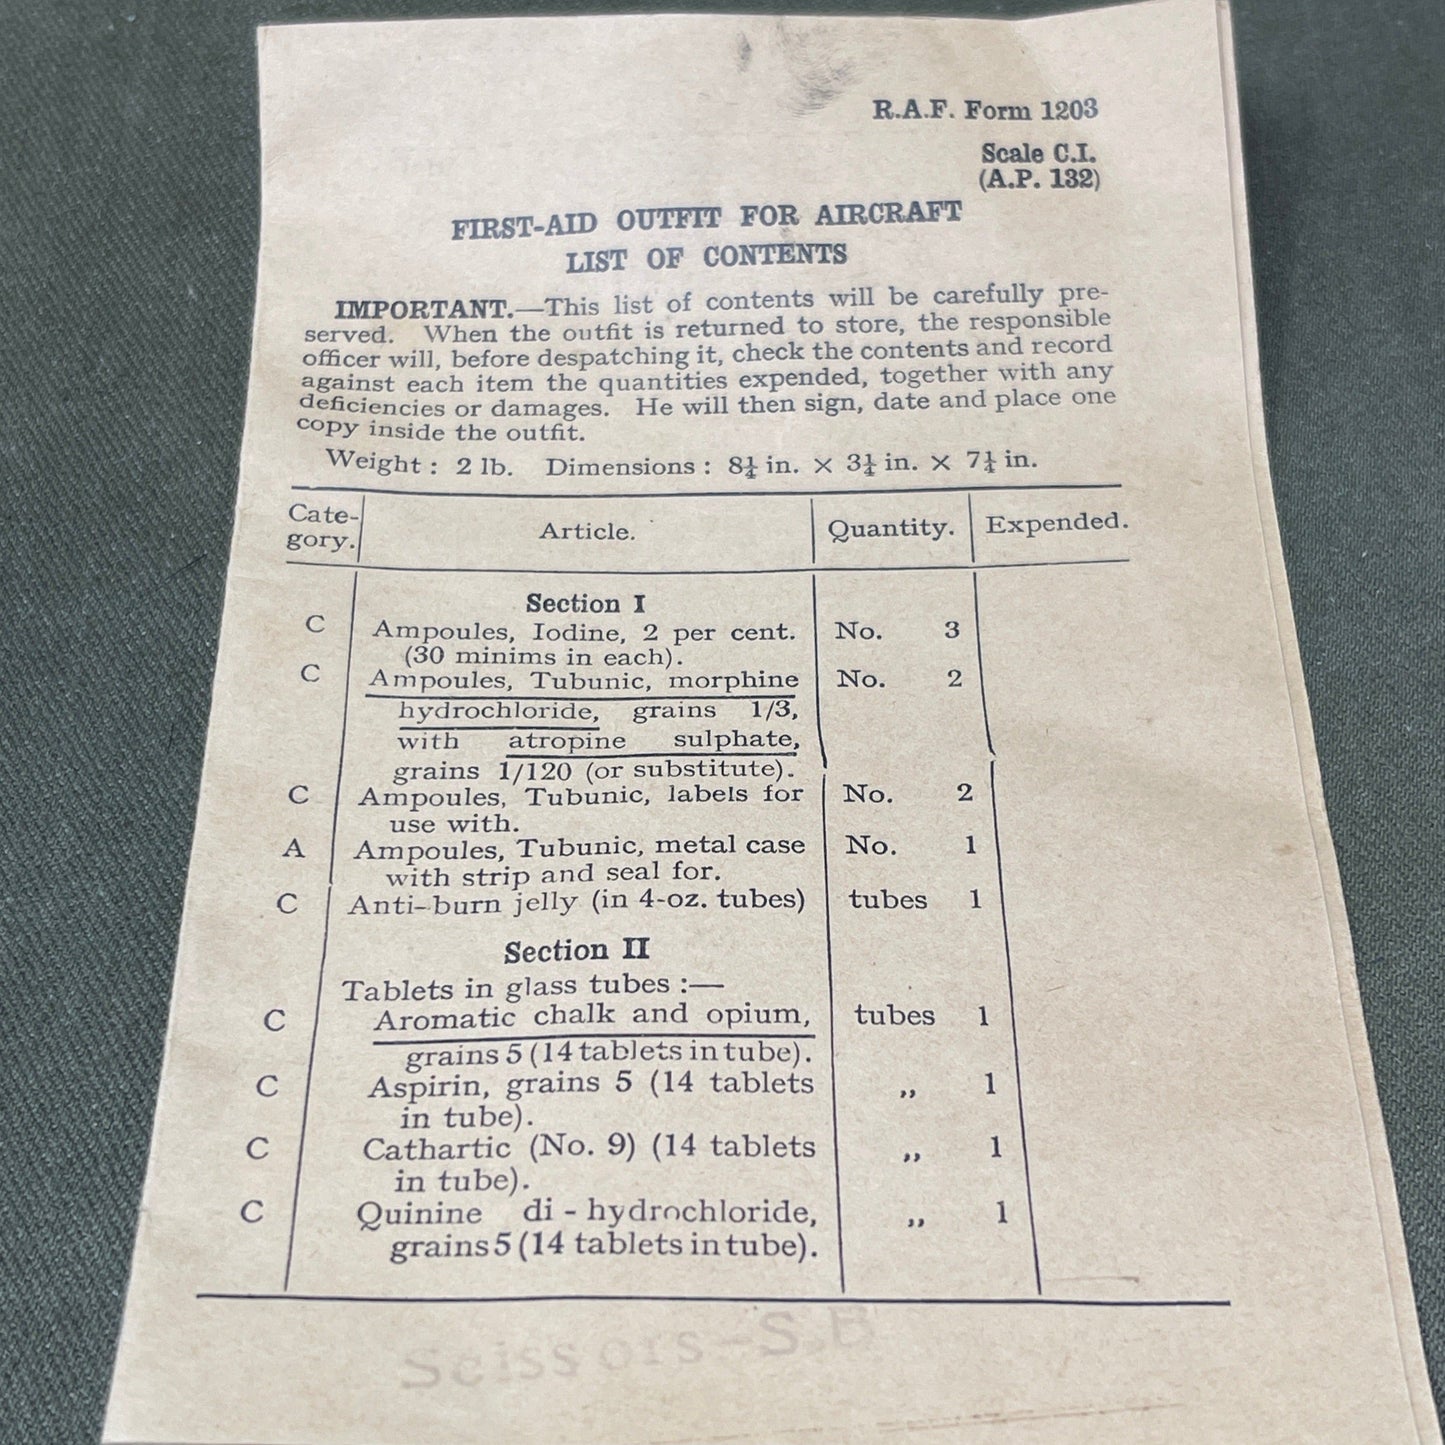 R.A.F. Form 1203
Scale C.I.
(A.P. 132)
FIRST-AID OUTFIT FOR AIRCRAFT
LIST OF CONTENTS
IMPORTANT.—This list of contents will be carefully pre-
served. When the outfit is returned to store, the responsible
officer will, before despatching it, check the contents and record
against each item the quantities expended, together with any
deficiencies or damages. He will then sign, date and place one
copy inside the outfit.
Weight : 2 lb. Dimensions : 8¼ in. × 3¼ in. × 7¼ in.
Cate-
gory. Article. Quantity. Expended.
Section I
C Ampoules, Iodine, 2 per cent. No. 3
(30 minims in each).
C Ampoules, Tubunic, morphine No. 2
hydrochloride, grains 1/3,
with atropine sulphate,
grains 1/120 (or substitute).
C Ampoules, Tubunic, labels for No. 2
use with.
A Ampoules, Tubunic, metal case No. 1
with strip and seal for.
C Anti-burn jelly (in 4-oz. tubes) tubes 1
Section II
Tablets in glass tubes :—
C Aromatic chalk and opium, tubes 1
grains 5 (14 tablets in tube).
C Aspirin, grains 5 (14 tablets ,, 1
in tube).
C Cathartic (No. 9) (14 tablets ,, 1
in tube).
C Quinine di-hydrochloride, ,, 1
grains 5 (14 tablets in tube).
Scissors-S.B